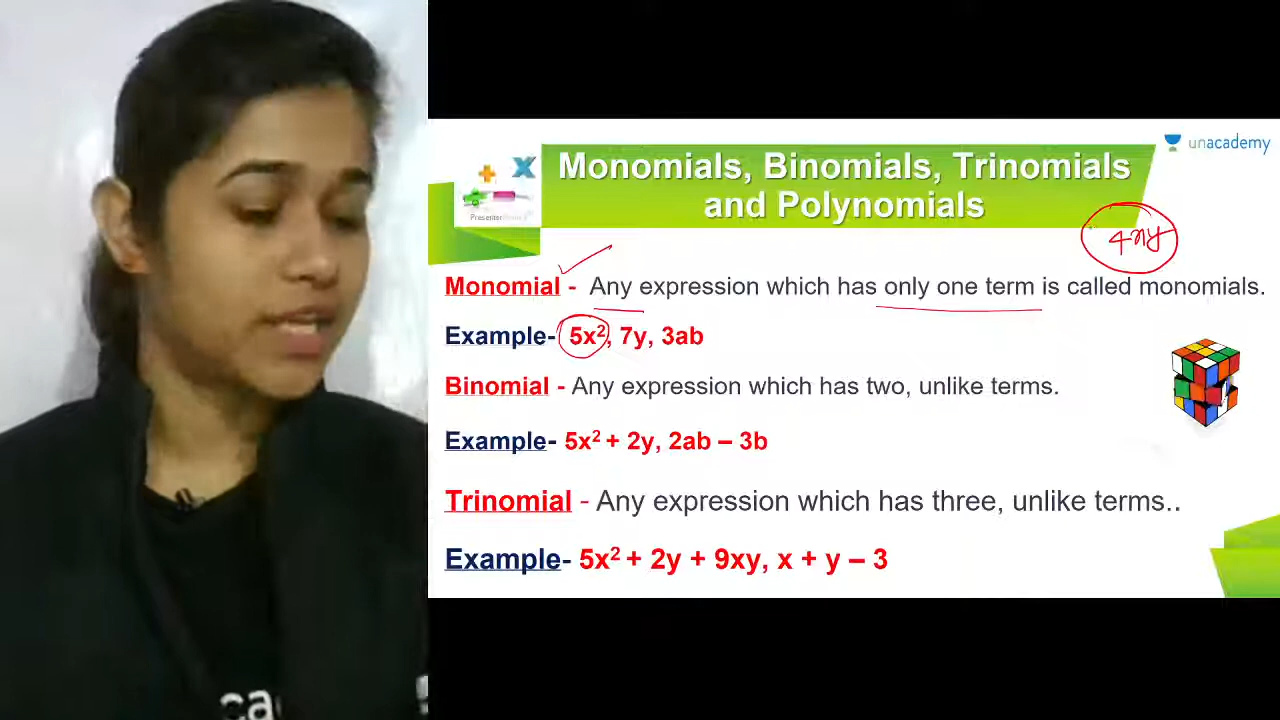 unacademy
Monomials, Binomials, Trinomials
and Polynomials
4xy
Monomial - Any expression which has only one term is called monomials.
Example- 5x², 7y, 3ab
Binomial - Any expression which has two, unlike terms.
Example- 5x² + 2y, 2ab – 3b
Trinomial - Any expression which has three, unlike terms..
Example- 5x² + 2y + 9xy, x + y – 3